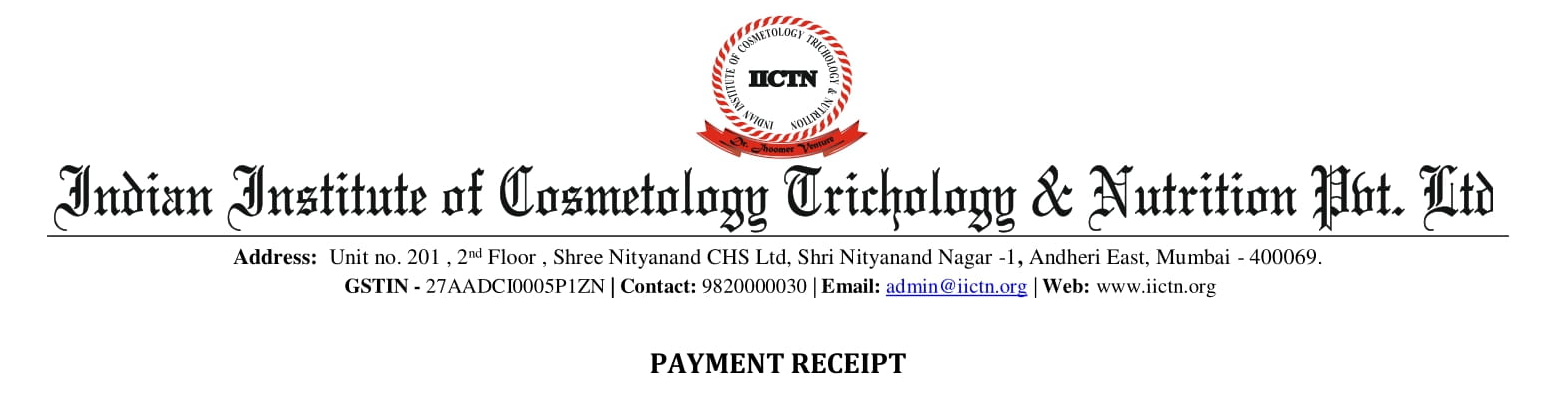 INDIAN INSTITUTE OF COSMETOLOGY TRICHOLOGY & NUTRITION
IICTN
Dr. Jhoomer Venture
Indian Institute of Cosmetology Trichology & Nutrition Pvt. Ltd
Address: Unit no. 201 , 2nd Floor , Shree Nityanand CHS Ltd, Shri Nityanand Nagar -1, Andheri East, Mumbai - 400069.
GSTIN - 27AADCI0005P1ZN | Contact: 9820000030 | Email: admin@iictn.org | Web: www.iictn.org
PAYMENT RECEIPT